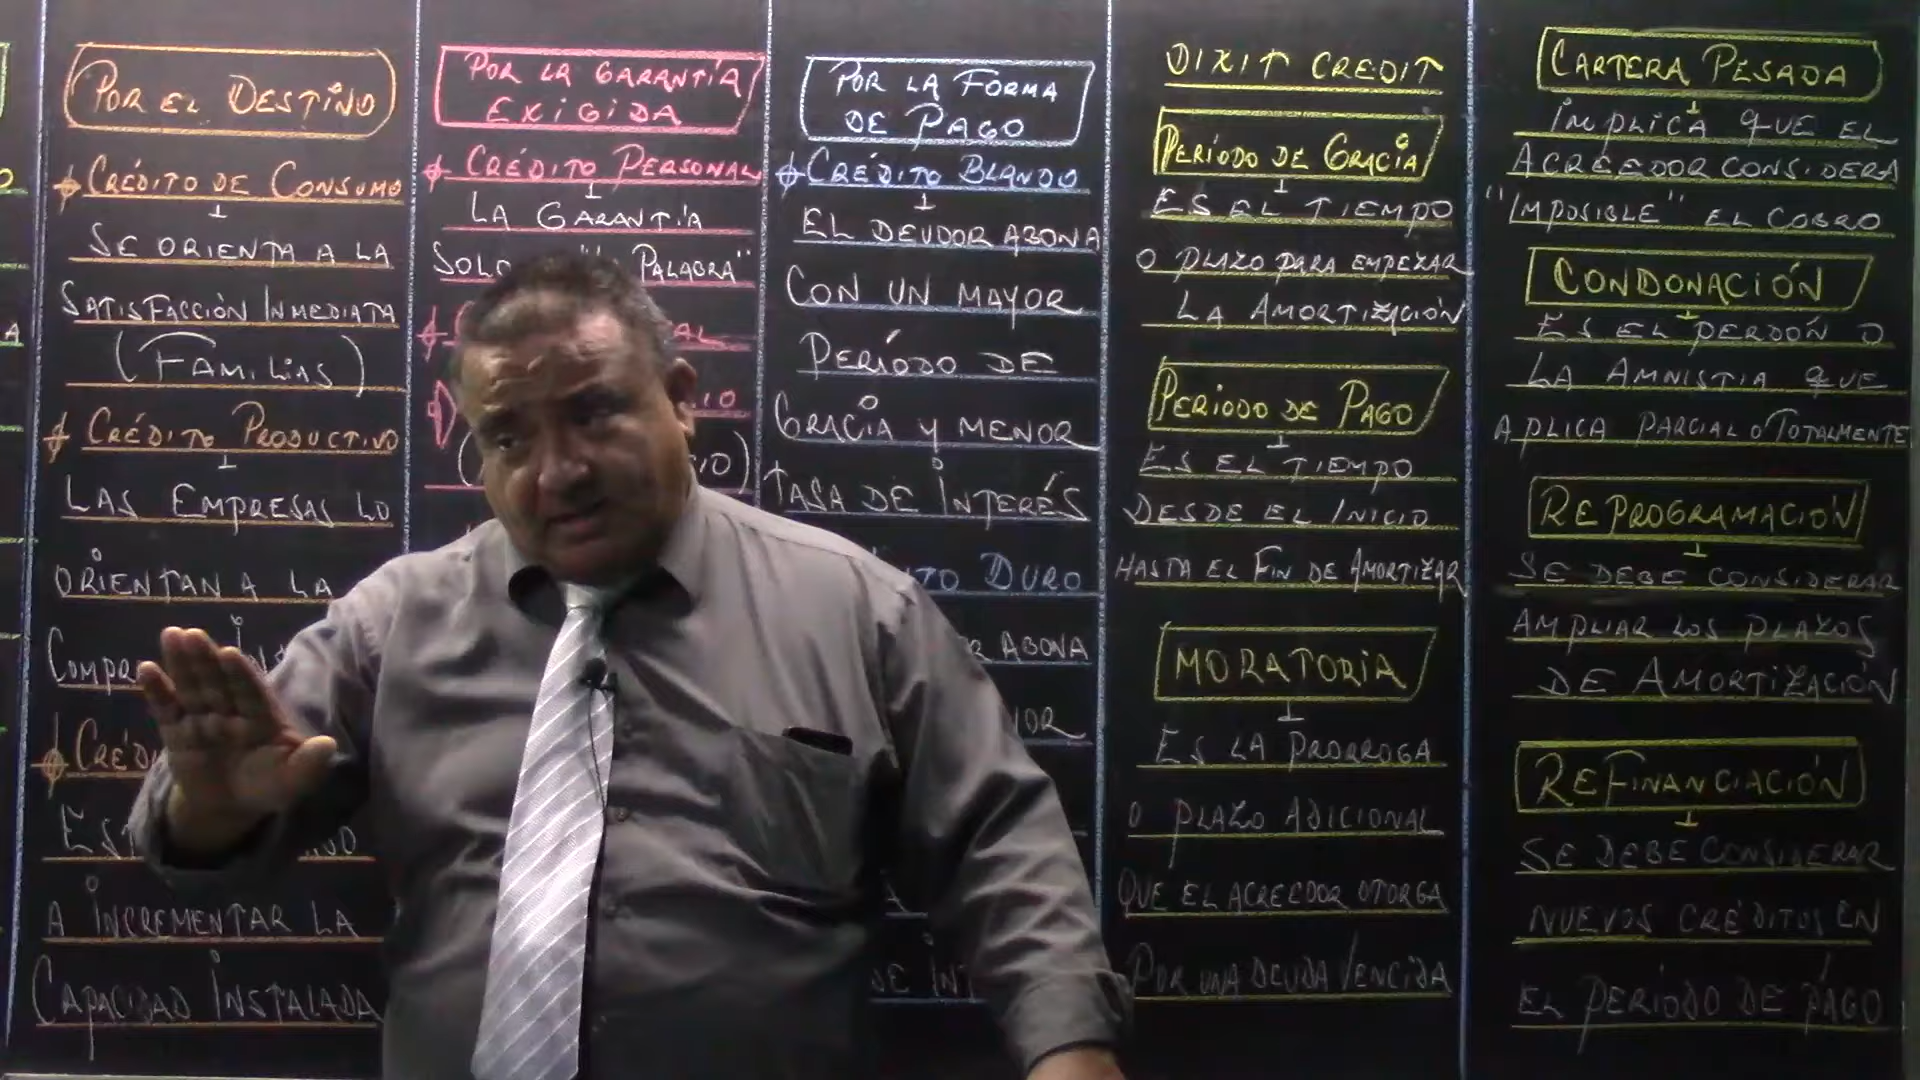 POR EL DESTINO
CRÉDITO DE CONSUMO
SE ORIENTA A LA
SATISFACCIÓN INMEDIATA
(FAMILIAS)
CRÉDITO PRODUCTIVO
LAS EMPRESAS LO
ORIENTAN A LA
A INCREMENTAR LA
CAPACIDAD INSTALADA
POR LA GARANTÍA
EXIGIDA
CRÉDITO PERSONAL
LA GARANTÍA
PALABRA"
POR LA FORMA
DE PAGO
CRÉDITO BLANDO
EL DEUDOR ABONA
CON UN MAYOR
PERÍODO DE
GRACIA Y MENOR
TASA DE INTERÉS
DURO
ABONA
DE
DIXIT CREDIT
PERÍODO DE GRACIA
ES EL TIEMPO
O PLAZO PARA EMPEZAR
LA AMORTIZACIÓN
PERIODO DE PAGO
ES EL TIEMPO
DESDE EL INICIO
HASTA EL FIN DE AMORTIZAR
MORATORIA
ES LA PRORROGA
O PLAZO ADICIONAL
QUE EL ACREEDOR OTORGA
POR UNA DEUDA VENCIDA
CARTERA PESADA
IMPLICA QUE EL
ACREEDOR CONSIDERA
"IMPOSIBLE" EL COBRO
CONDONACIÓN
ES EL PERDÓN O
LA AMNISTIA QUE
APLICA PARCIAL O TOTALMENTE
REPROGRAMACIÓN
SE DEBE CONSIDERAR
AMPLIAR LOS PLAZOS
DE AMORTIZACIÓN
REFINANCIACIÓN
SE DEBE CONSIDERAR
NUEVOS CRÉDITOS EN
EL PERÍODO DE PAGO